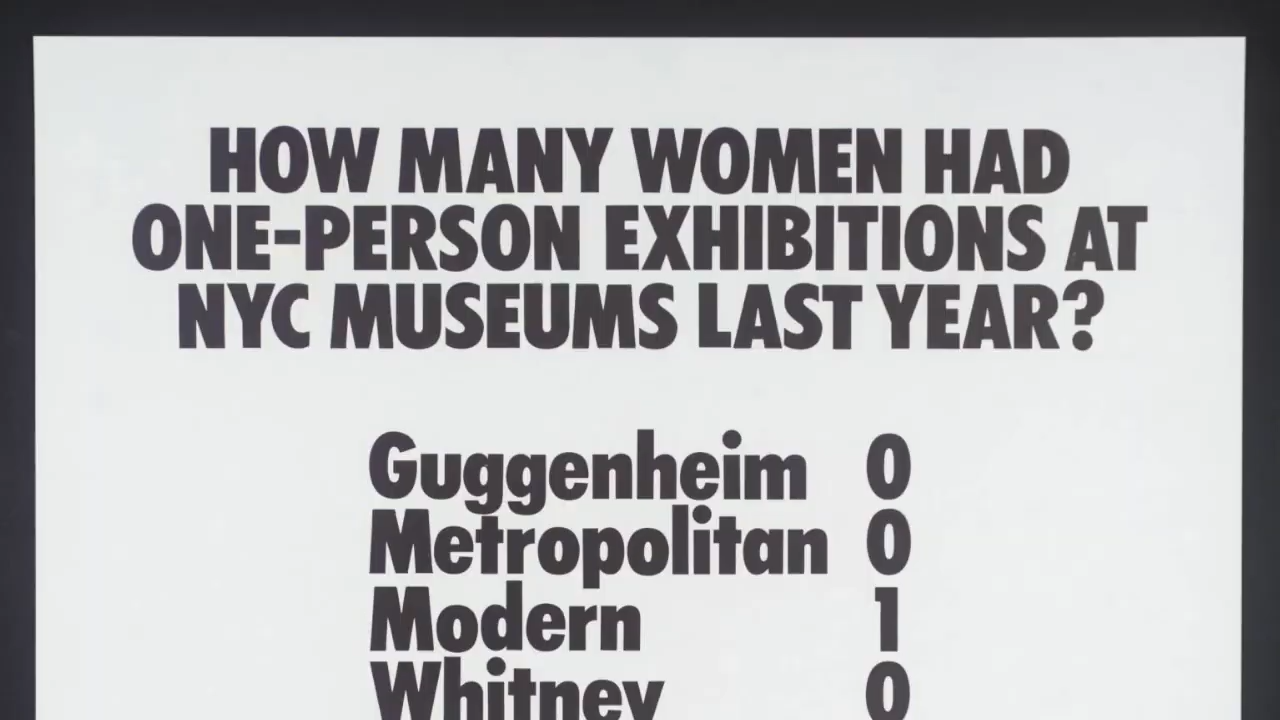 HOW MANY WOMEN HAD
ONE-PERSON EXHIBITIONS AT
NYC MUSEUMS LAST YEAR?
Guggenheim 0
Metropolitan 0
Modern 1
Whitney 0